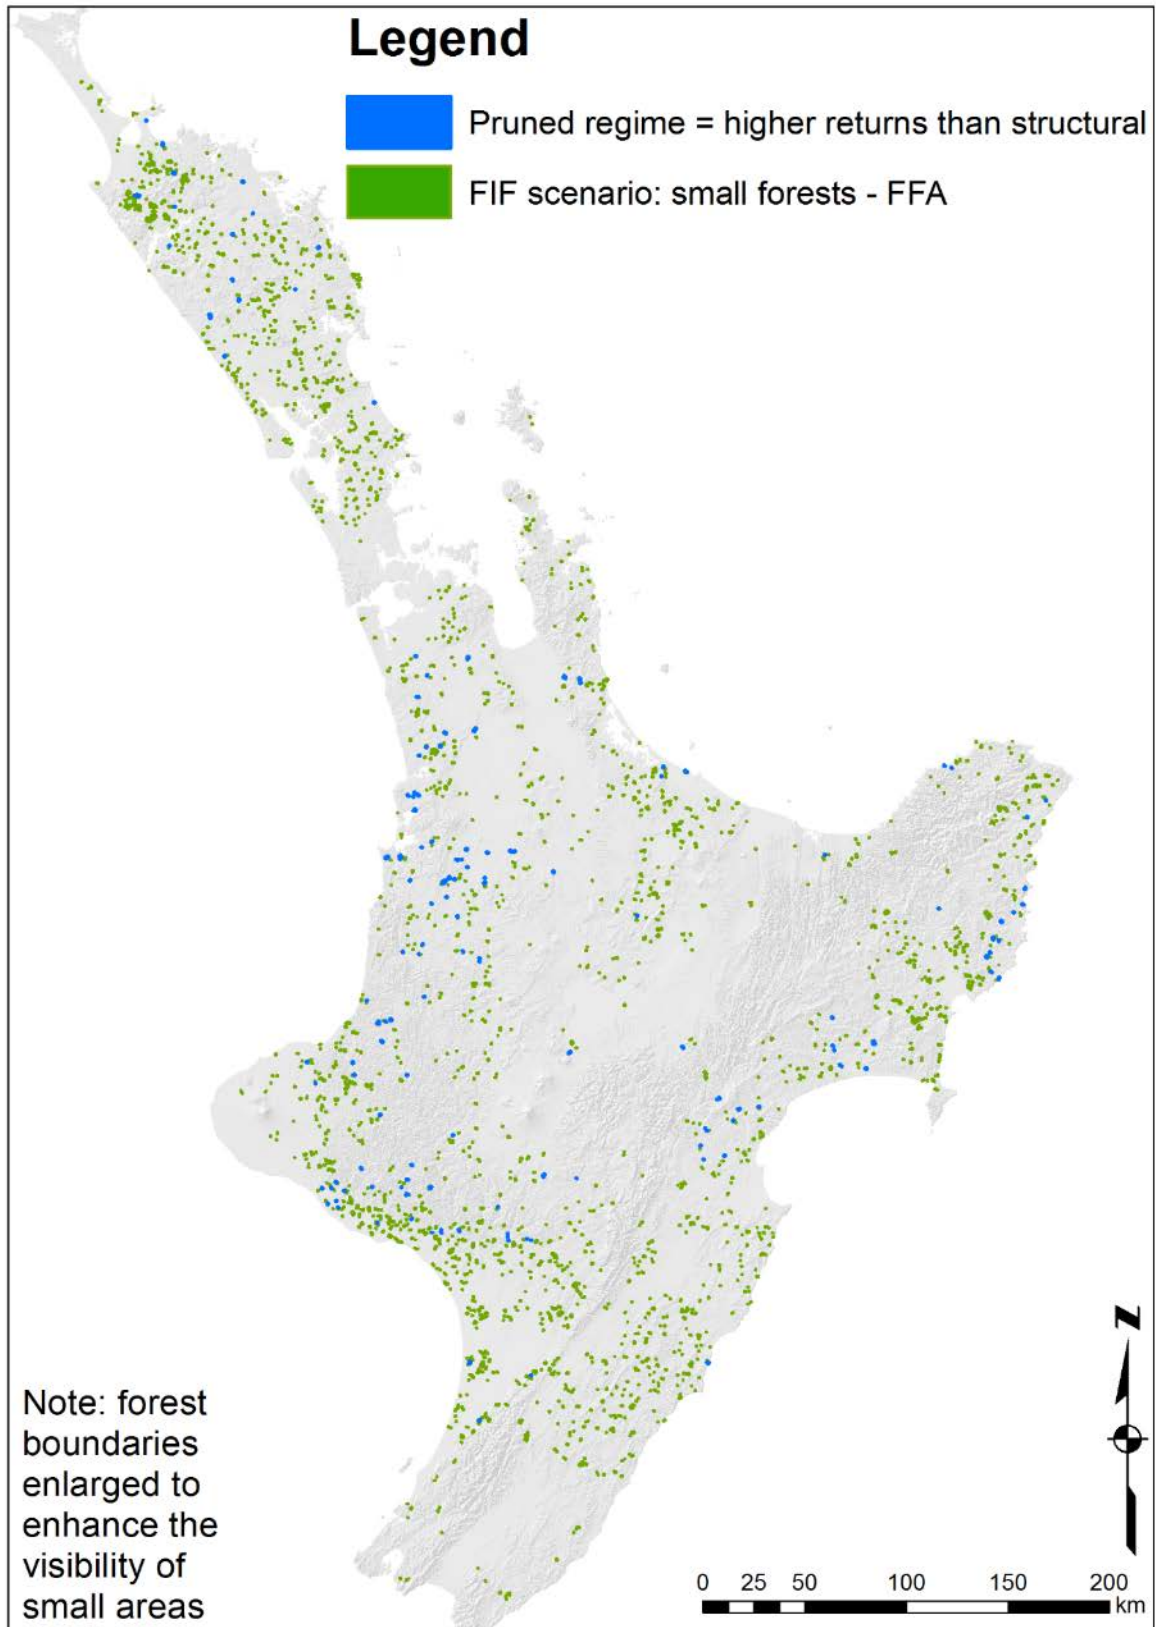 Legend
Pruned regime = higher returns than structural
FIF scenario: small forests - FFA
Note: forest
boundaries
enlarged to
enhance the
visibility of
small areas
N
0 25 50 100 150 200
km